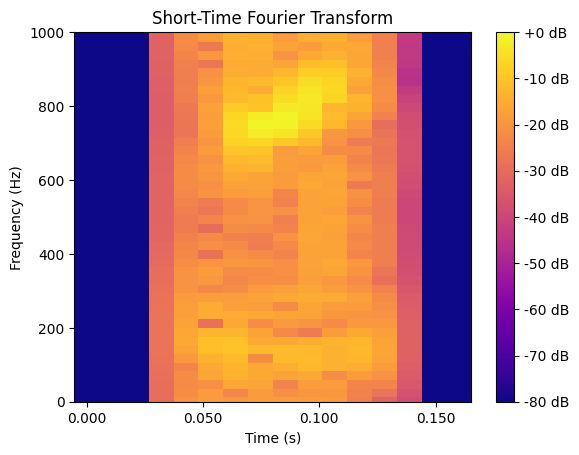 Short-Time Fourier Transform
1000
800
600
400
200
0
Frequency (Hz)
0.000
0.050
0.100
0.150
Time (s)
+0 dB
-10 dB
-20 dB
-30 dB
-40 dB
-50 dB
-60 dB
-70 dB
-80 dB